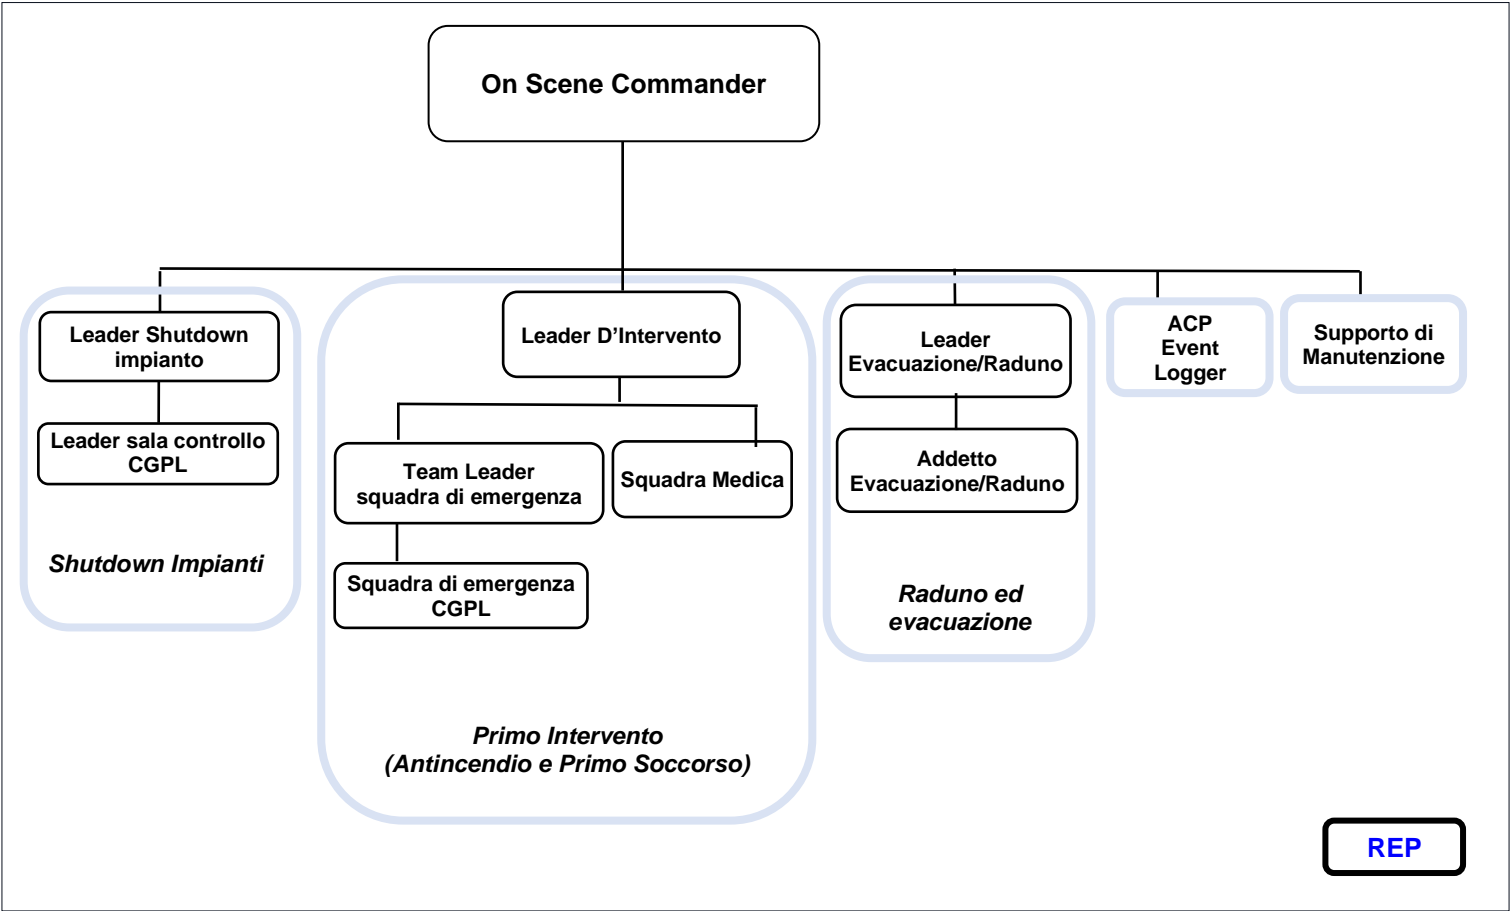 On Scene Commander
Leader Shutdown
impianto
Leader sala controllo
CGPL
Shutdown Impianti
Leader D’Intervento
Team Leader
squadra di emergenza
Squadra Medica
Squadra di emergenza
CGPL
Primo Intervento
(Antincendio e Primo Soccorso)
Leader
Evacuazione/Raduno
Addetto
Evacuazione/Raduno
Raduno ed
evacuazione
ACP
Event
Logger
Supporto di
Manutenzione
REP